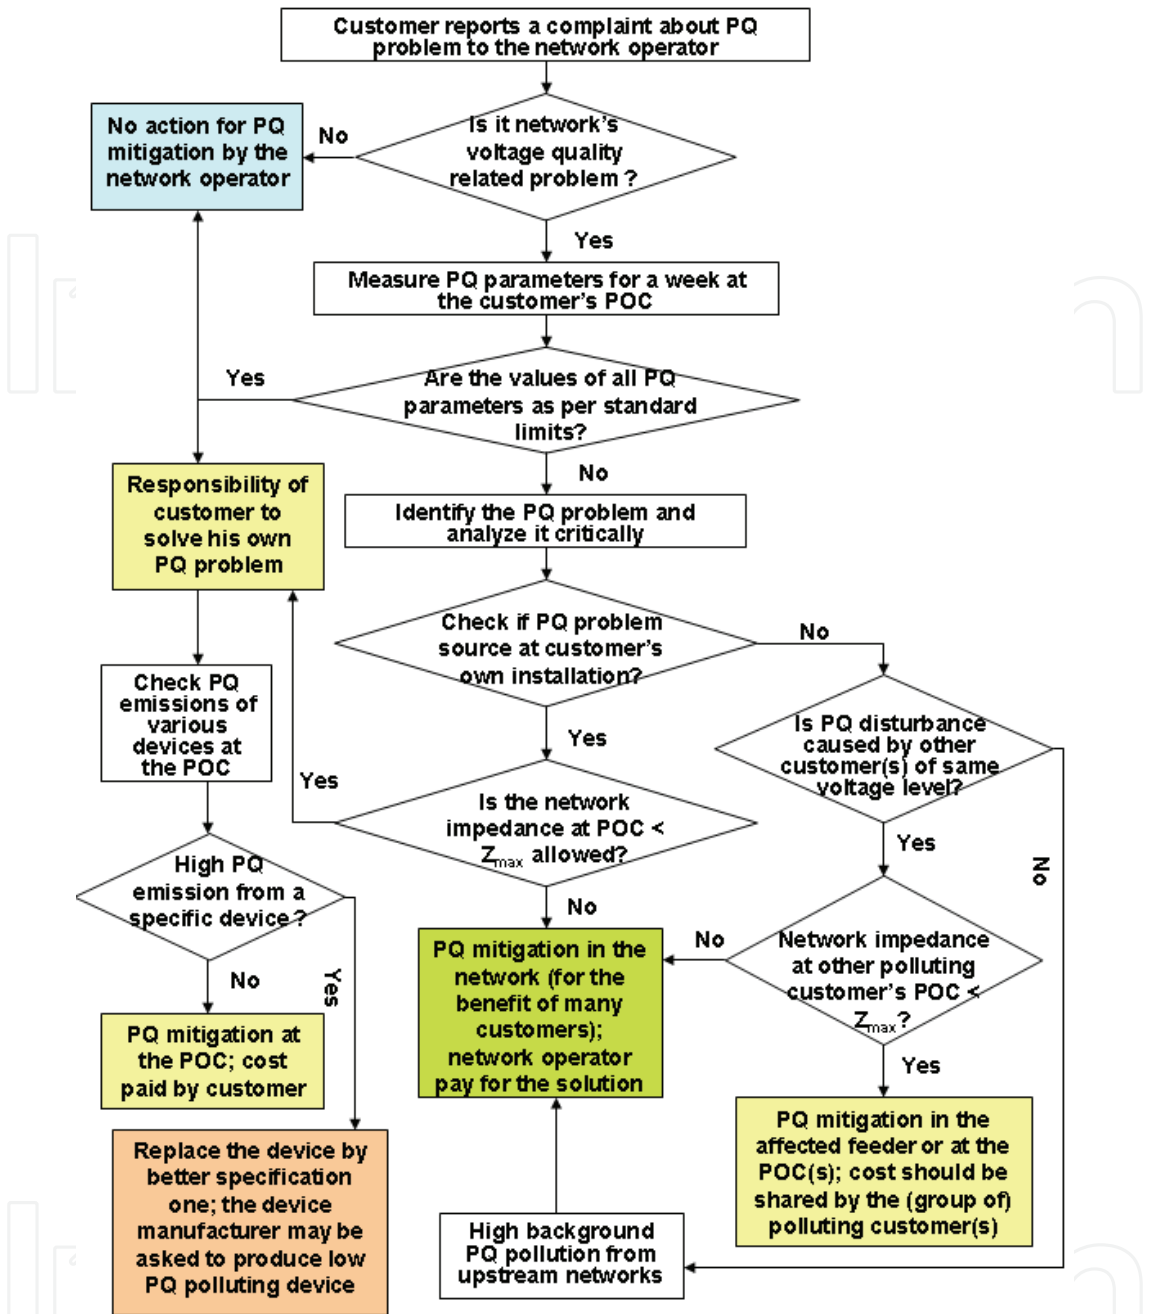 Customer reports a complaint about PQ
problem to the network operator
No action for PQ
mitigation by the
network operator
No
Is it network's
voltage quality
related problem ?
Yes
Measure PQ parameters for a week at
the customer's POC
Yes
Are the values of all PQ
parameters as per standard
limits?
No
Responsibility of
customer to
solve his own
PQ problem
Identify the PQ problem and
analyze it critically
Check if PQ problem
source at customer's
own installation?
No
Yes
Check PQ
emissions of
various
devices at
the POC
Is PQ disturbance
caused by other
customer(s) of same
voltage level?
Yes
Is the network
impedance at POC <
Zmax allowed?
Yes
No
No
High PQ
emission from a
specific device ?
No
Yes
PQ mitigation in the
network (for the
benefit of many
customers);
network operator
pay for the solution
No
Network impedance
at other polluting
customer's POC <
Zmax?
Yes
PQ mitigation at
the POC; cost
paid by customer
PQ mitigation in the
affected feeder or at the
POC(s); cost should be
shared by the (group of)
polluting customer(s)
Replace the device by
better specification
one; the device
manufacturer may be
asked to produce low
PQ polluting device
High background
PQ pollution from
upstream networks